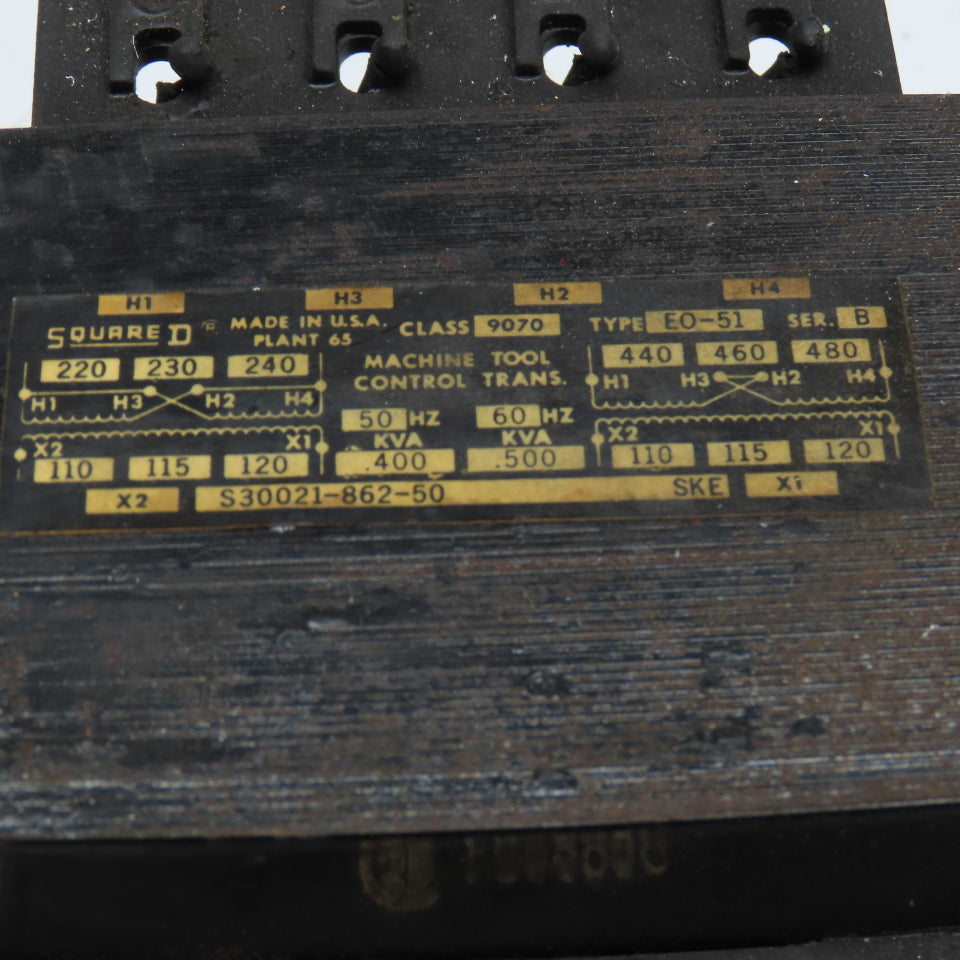 H1 H3 H2 H4
SQUARE D ® MADE IN U.S.A. CLASS 9070 TYPE EO-51 SER. B
PLANT 65
220 230 240 MACHINE TOOL 440 460 480
CONTROL TRANS.
H1 H3 H2 H4 H1 H3 H2 H4
50 HZ 60 HZ
X2 X1 KVA KVA X2 X1
110 115 120 .400 .500 110 115 120
X2 S30021-862-50 SKE X1